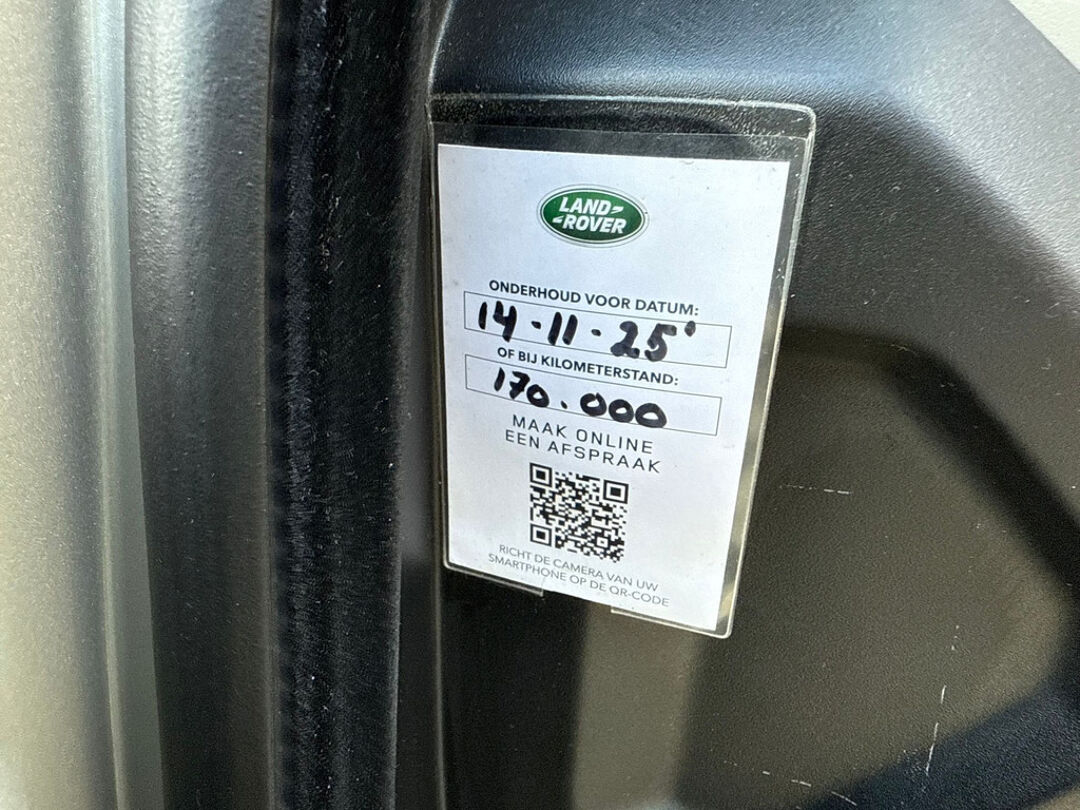 LAND
ROVER
ONDERHOUD VOOR DATUM:
14-11-25'
OF BIJ KILOMETERSTAND:
170.000
MAAK ONLINE
EEN AFSPRAAK
RICHT DE CAMERA VAN UW
SMARTPHONE OP DE QR-CODE